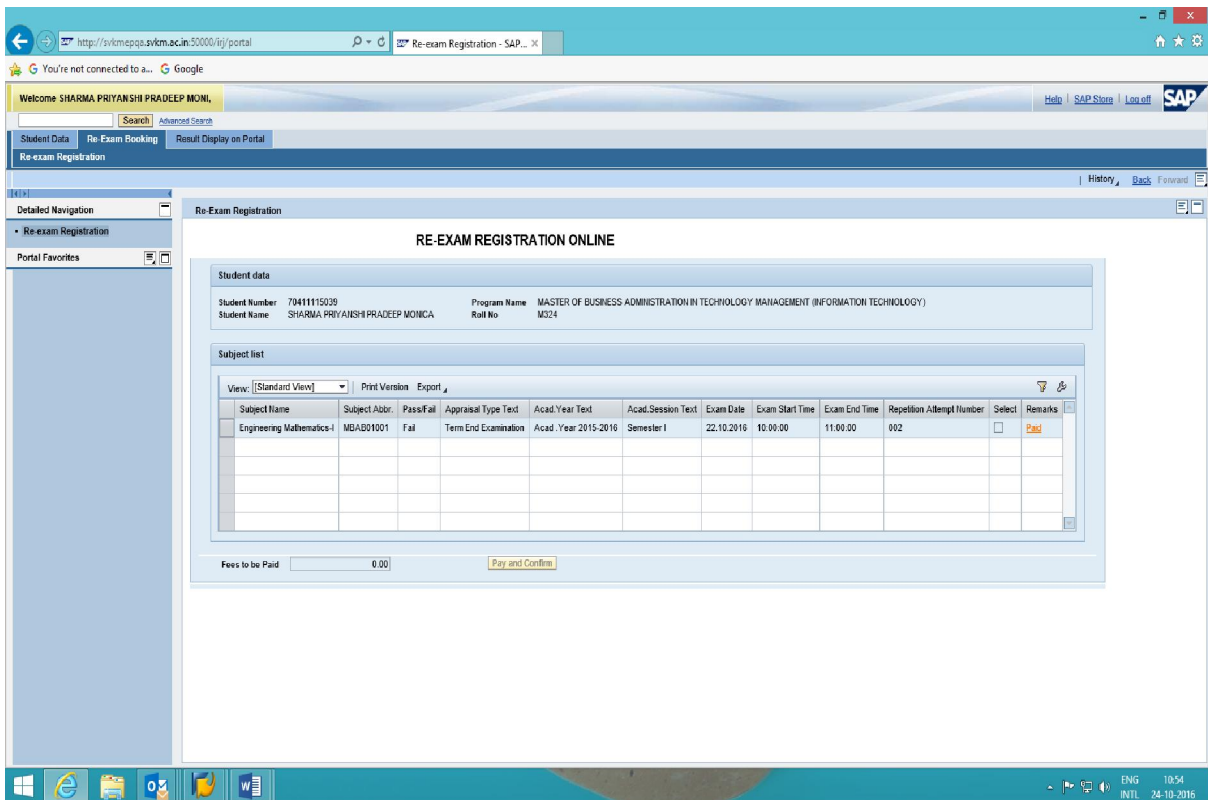 http://svkmepqa.svkm.ac.in:50000/irj/portal
Re-exam Registration - SAP...
You're not connected to a... Google
Welcome SHARMA PRIYANSHI PRADEEP MONI,
Help | SAP Store | Log off SAP
Search Advanced Search
Student Data Re-Exam Booking Result Display on Portal
Re-exam Registration
| History Back Forward
Detailed Navigation
• Re-exam Registration
Portal Favorites
Re-Exam Registration
RE-EXAM REGISTRATION ONLINE
Student data
Student Number 70411115039 Program Name MASTER OF BUSINESS ADMINISTRATION IN TECHNOLOGY MANAGEMENT (INFORMATION TECHNOLOGY)
Student Name SHARMA PRIYANSHI PRADEEP MONICA Roll No M324
Subject list
View: [Standard View] | Print Version Export
Subject Name Subject Abbr. Pass/Fail Appraisal Type Text Acad.Year Text Acad.Session Text Exam Date Exam Start Time Exam End Time Repetition Attempt Number Select Remarks
Engineering Mathematics-I MBAB01001 Fail Term End Examination Acad .Year 2015-2016 Semester I 22.10.2016 10:00:00 11:00:00 002 Paid
Fees to be Paid 0.00 Pay and Confirm
ENG 10:54
INTL 24-10-2016